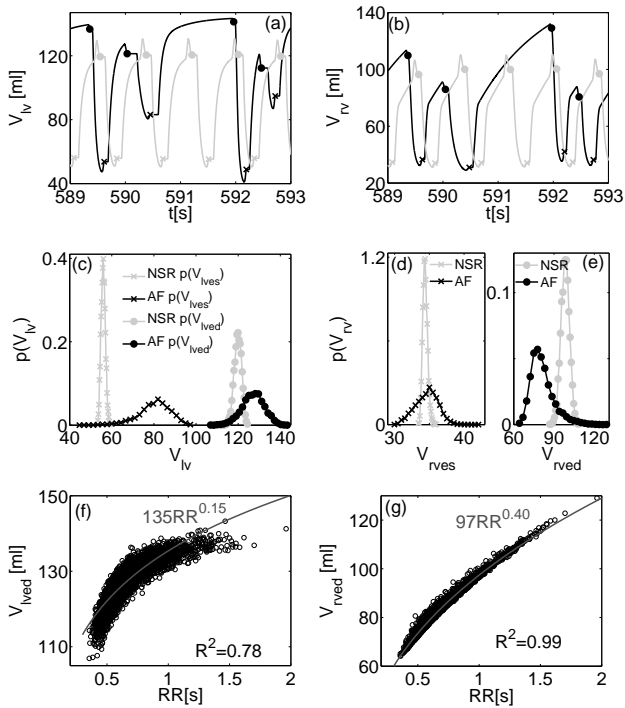 (a)
V_lv [ml]
160
120
80
40
589 590 591 592 593
t[s]
(b)
V_rv [ml]
140
100
60
20
589 590 591 592 593
t[s]
(c)
p(V_lv)
0.4
0.2
0
40 60 80 100 120 140
V_lv
NSR p(V_lves)
AF p(V_lves)
NSR p(V_lved)
AF p(V_lved)
(d)
p(V_rv)
1.2
0
30 40
V_rves
NSR
AF
(e)
0.1
0
60 80 100 120
V_rved
NSR
AF
(f)
V_lved [ml]
150
130
110
0.5 1 1.5 2
RR[s]
135RR^0.15
R^2=0.78
(g)
V_rved [ml]
120
100
80
60
0.5 1 1.5 2
RR[s]
97RR^0.40
R^2=0.99